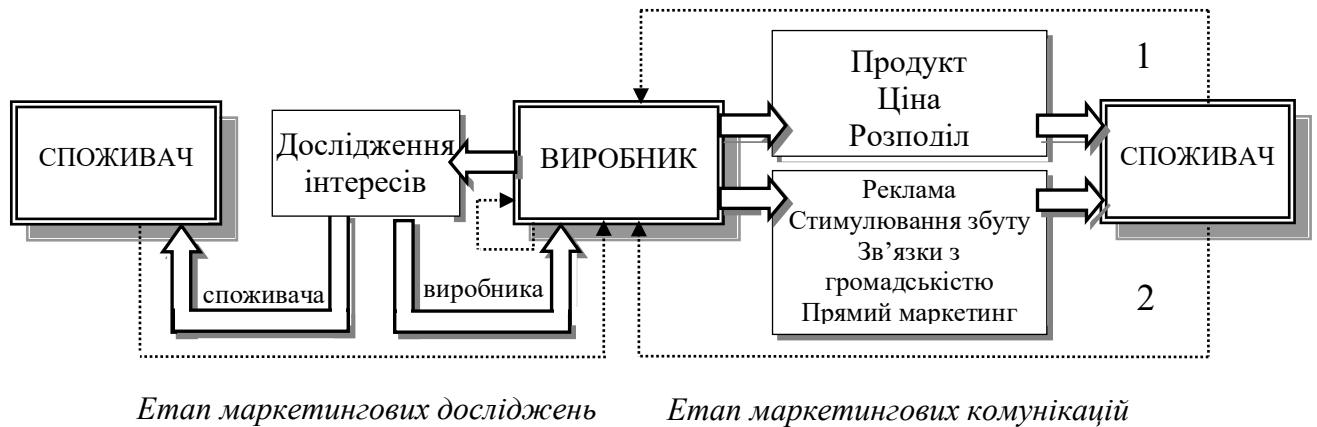 СПОЖИВАЧ
Дослідження
інтересів
споживача
виробника
ВИРОБНИК
Продукт
Ціна
Розподіл
Реклама
Стимулювання збуту
Зв’язки з
громадськістю
Прямий маркетинг
1
СПОЖИВАЧ
2
Етап маркетингових досліджень
Етап маркетингових комунікацій